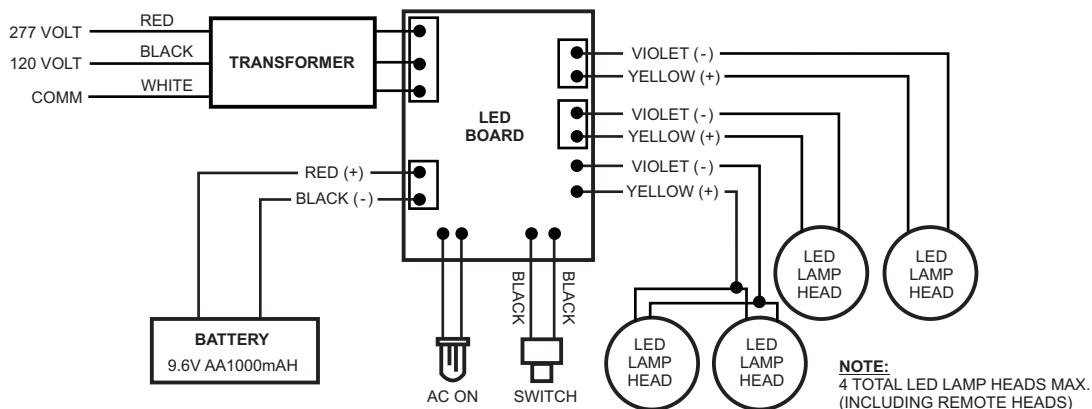 277 VOLT
RED
120 VOLT
BLACK
COMM
WHITE
TRANSFORMER
LED
BOARD
VIOLET (-)
YELLOW (+)
VIOLET (-)
YELLOW (+)
VIOLET (-)
YELLOW (+)
RED (+)
BLACK (-)
BLACK
BLACK
LED
LAMP
HEAD
LED
LAMP
HEAD
BATTERY
9.6V AA1000mAH
AC ON
SWITCH
LED
LAMP
HEAD
LED
LAMP
HEAD
NOTE:
4 TOTAL LED LAMP HEADS MAX.
(INCLUDING REMOTE HEADS)